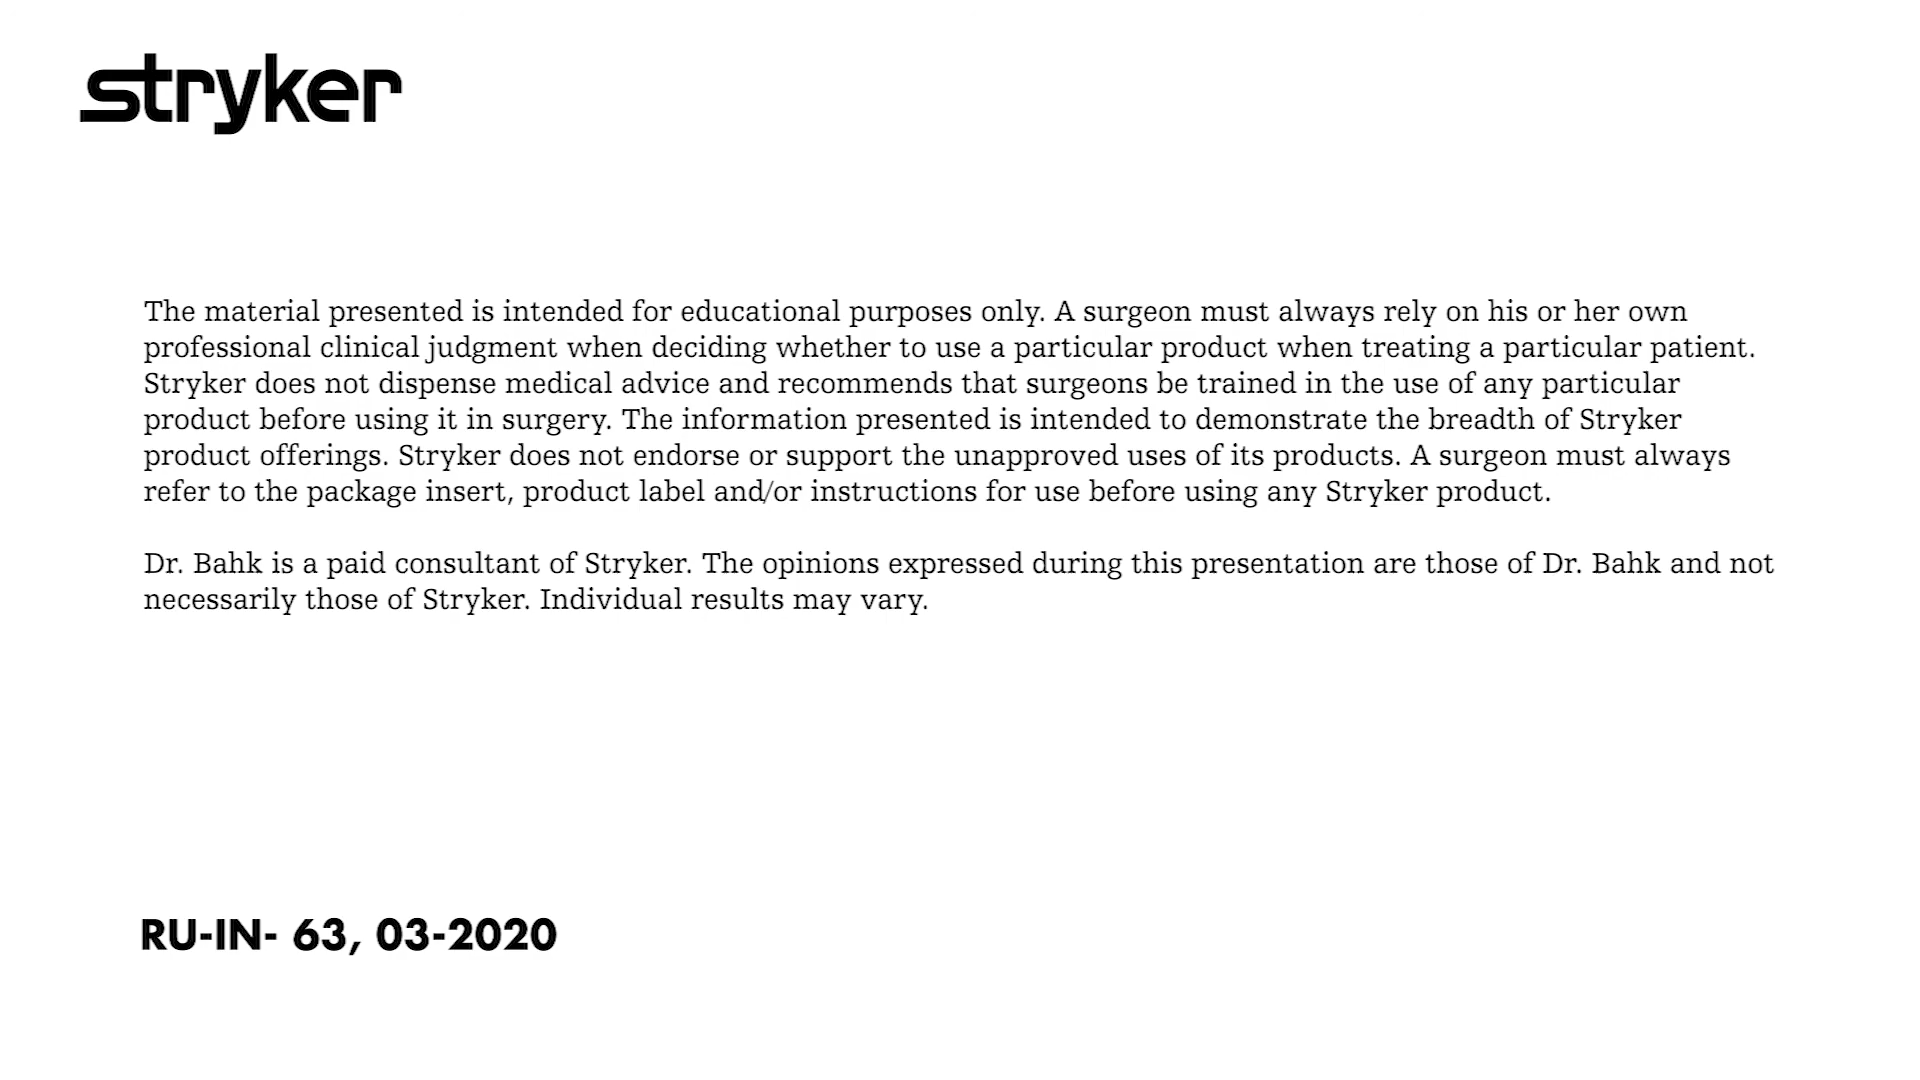 stryker
The material presented is intended for educational purposes only. A surgeon must always rely on his or her own
professional clinical judgment when deciding whether to use a particular product when treating a particular patient.
Stryker does not dispense medical advice and recommends that surgeons be trained in the use of any particular
product before using it in surgery. The information presented is intended to demonstrate the breadth of Stryker
product offerings. Stryker does not endorse or support the unapproved uses of its products. A surgeon must always
refer to the package insert, product label and/or instructions for use before using any Stryker product.
Dr. Bahk is a paid consultant of Stryker. The opinions expressed during this presentation are those of Dr. Bahk and not
necessarily those of Stryker. Individual results may vary.
RU-IN- 63, 03-2020